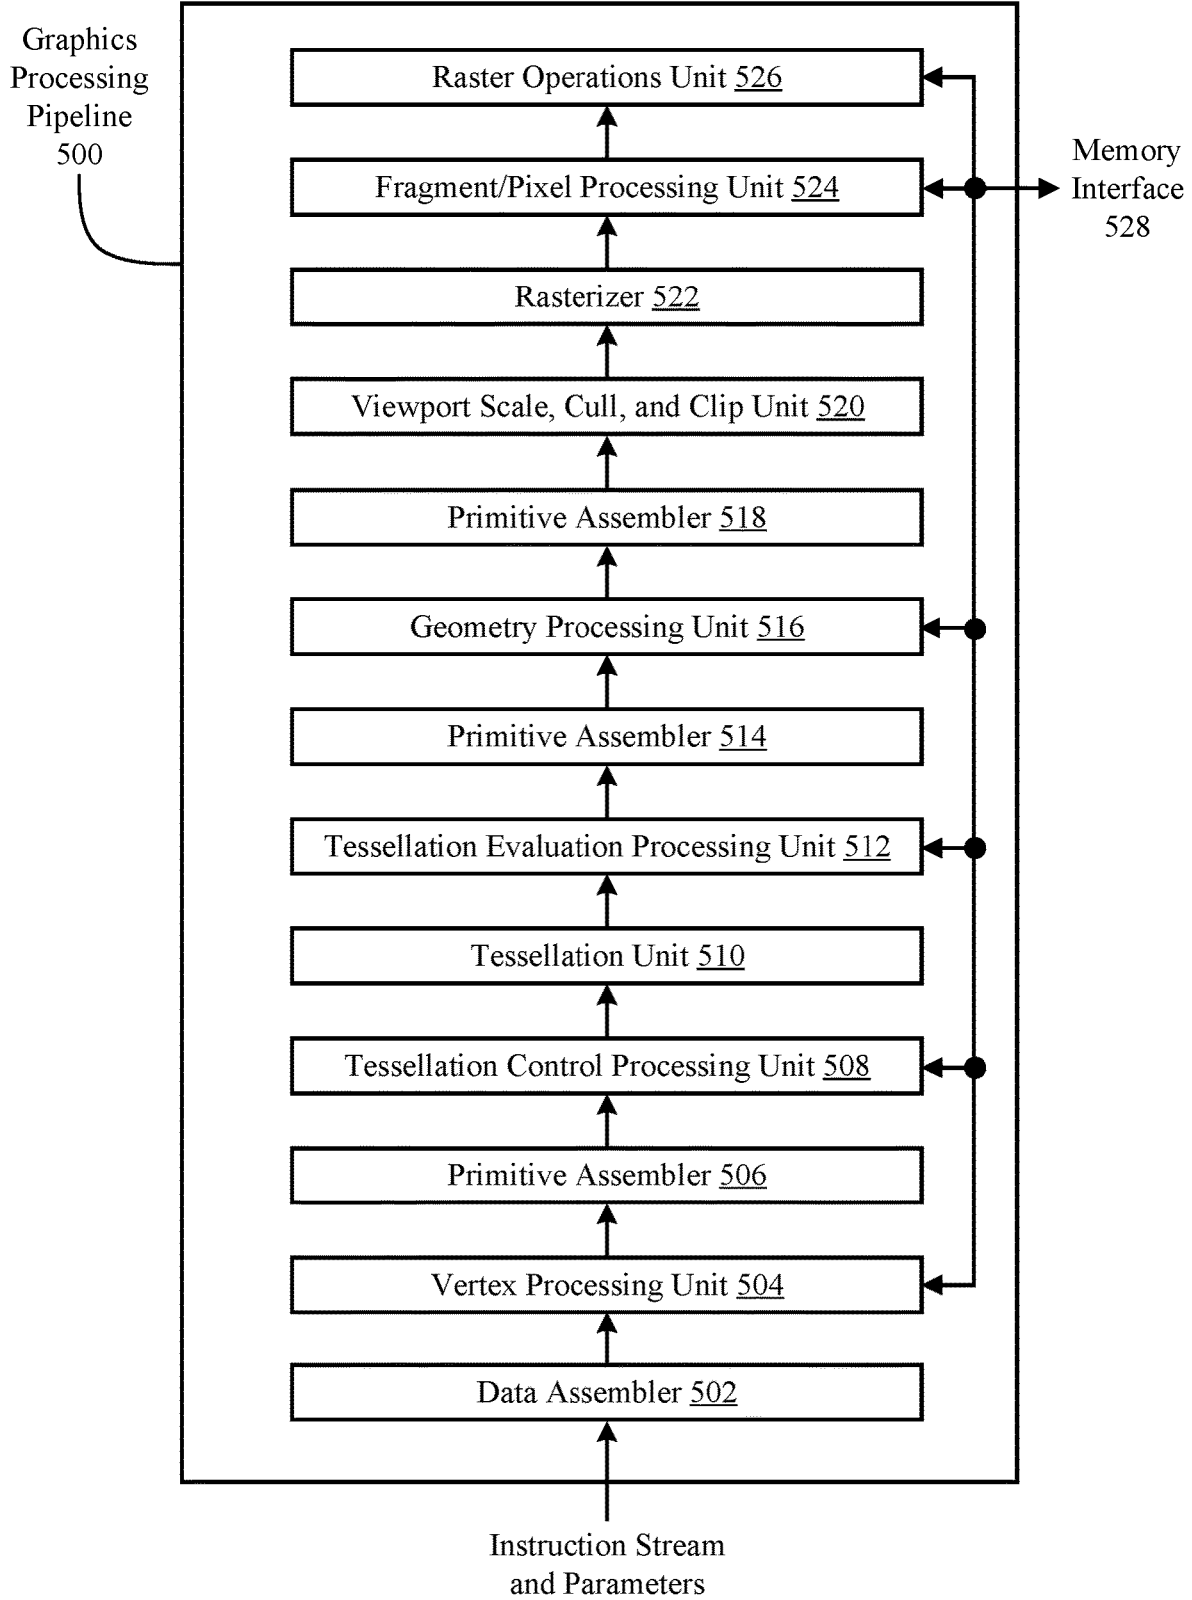 Graphics
Processing
Pipeline
500
Raster Operations Unit 526
Fragment/Pixel Processing Unit 524
Memory
Interface
528
Rasterizer 522
Viewport Scale, Cull, and Clip Unit 520
Primitive Assembler 518
Geometry Processing Unit 516
Primitive Assembler 514
Tessellation Evaluation Processing Unit 512
Tessellation Unit 510
Tessellation Control Processing Unit 508
Primitive Assembler 506
Vertex Processing Unit 504
Data Assembler 502
Instruction Stream
and Parameters